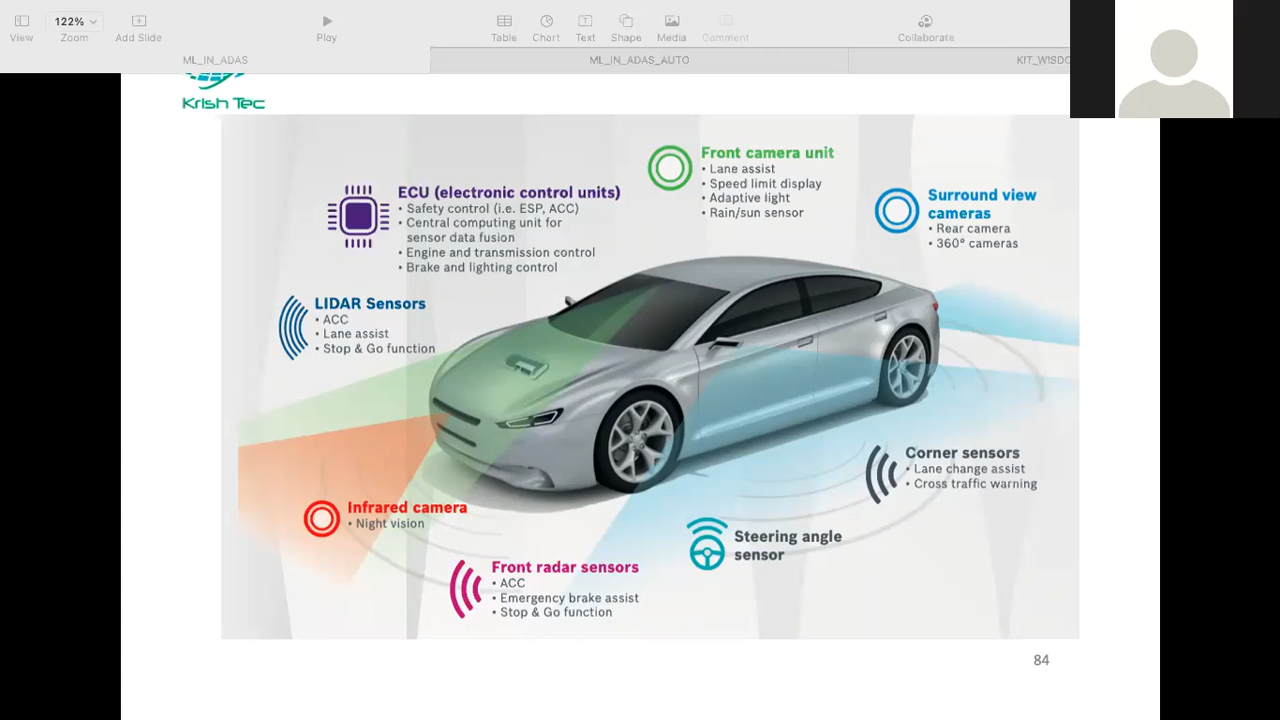 122%
View
Zoom
Add Slide
Play
Table
Chart
Text
Shape
Media
Comment
Collaborate
ML_IN_ADAS
ML_IN_ADAS_AUTO
KIT_WISDO
Krish Tec
Front camera unit
• Lane assist
• Speed limit display
• Adaptive light
• Rain/sun sensor
ECU (electronic control units)
• Safety control (i.e. ESP, ACC)
• Central computing unit for
sensor data fusion
• Engine and transmission control
• Brake and lighting control
Surround view
cameras
• Rear camera
• 360° cameras
LIDAR Sensors
• ACC
• Lane assist
• Stop & Go function
Corner sensors
• Lane change assist
• Cross traffic warning
Infrared camera
• Night vision
Steering angle
sensor
Front radar sensors
• ACC
• Emergency brake assist
• Stop & Go function
84